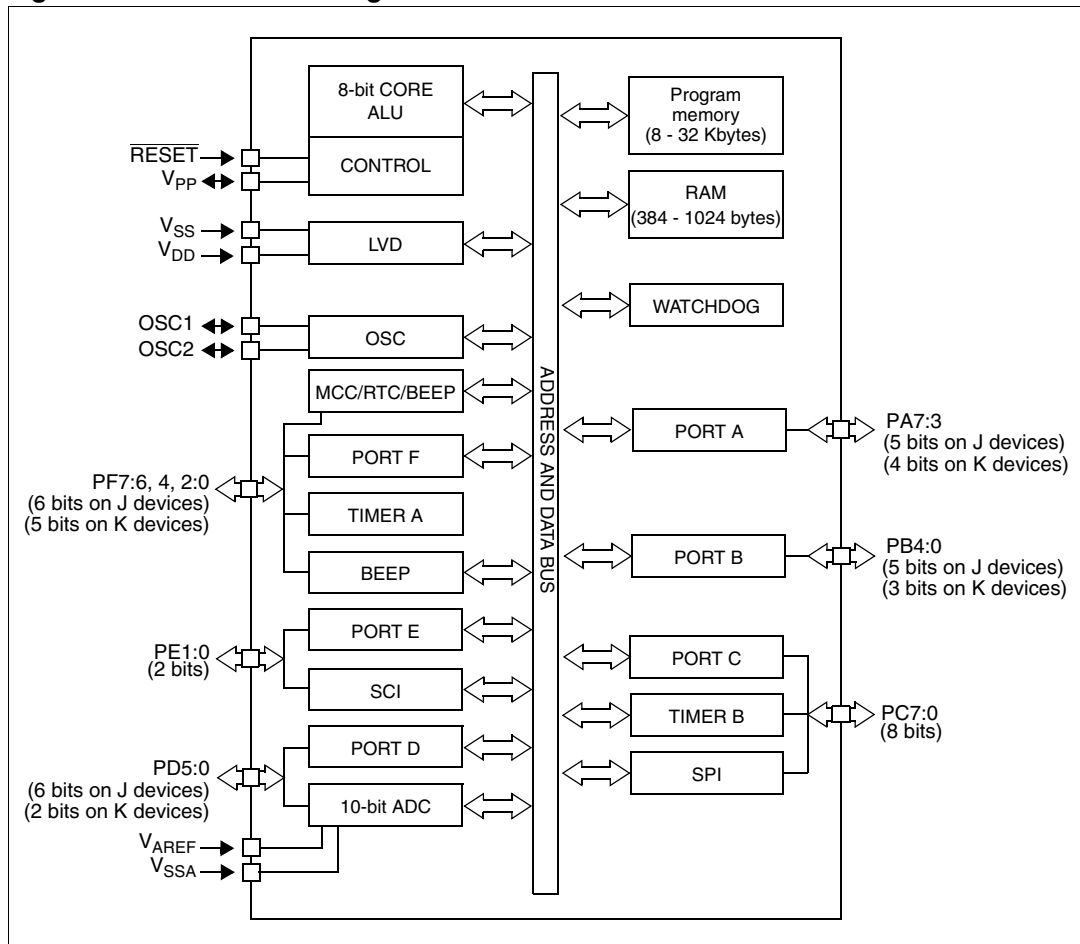 8-bit CORE
ALU
CONTROL
RESET
VPP
VSS
VDD
LVD
OSC1
OSC2
OSC
MCC/RTC/BEEP
PORT F
PF7:6, 4, 2:0
(6 bits on J devices)
(5 bits on K devices)
TIMER A
BEEP
PORT E
PE1:0
(2 bits)
SCI
PORT D
PD5:0
(6 bits on J devices)
(2 bits on K devices)
10-bit ADC
VAREF
VSSA
ADDRESS AND DATA BUS
Program
memory
(8 - 32 Kbytes)
RAM
(384 - 1024 bytes)
WATCHDOG
PORT A
PA7:3
(5 bits on J devices)
(4 bits on K devices)
PORT B
PB4:0
(5 bits on J devices)
(3 bits on K devices)
PORT C
TIMER B
PC7:0
(8 bits)
SPI